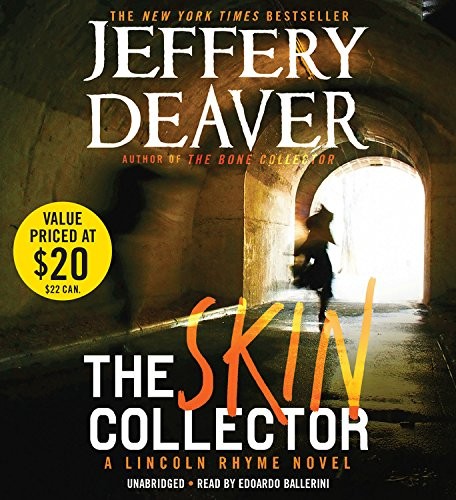 THE NEW YORK TIMES BESTSELLER
JEFFERY
DEAVER
AUTHOR OF THE BONE COLLECTOR
VALUE
PRICED AT
$20
$22 CAN.
THE SKIN
COLLECTOR
A LINCOLN RHYME NOVEL
UNABRIDGED • READ BY EDOARDO BALLERINI